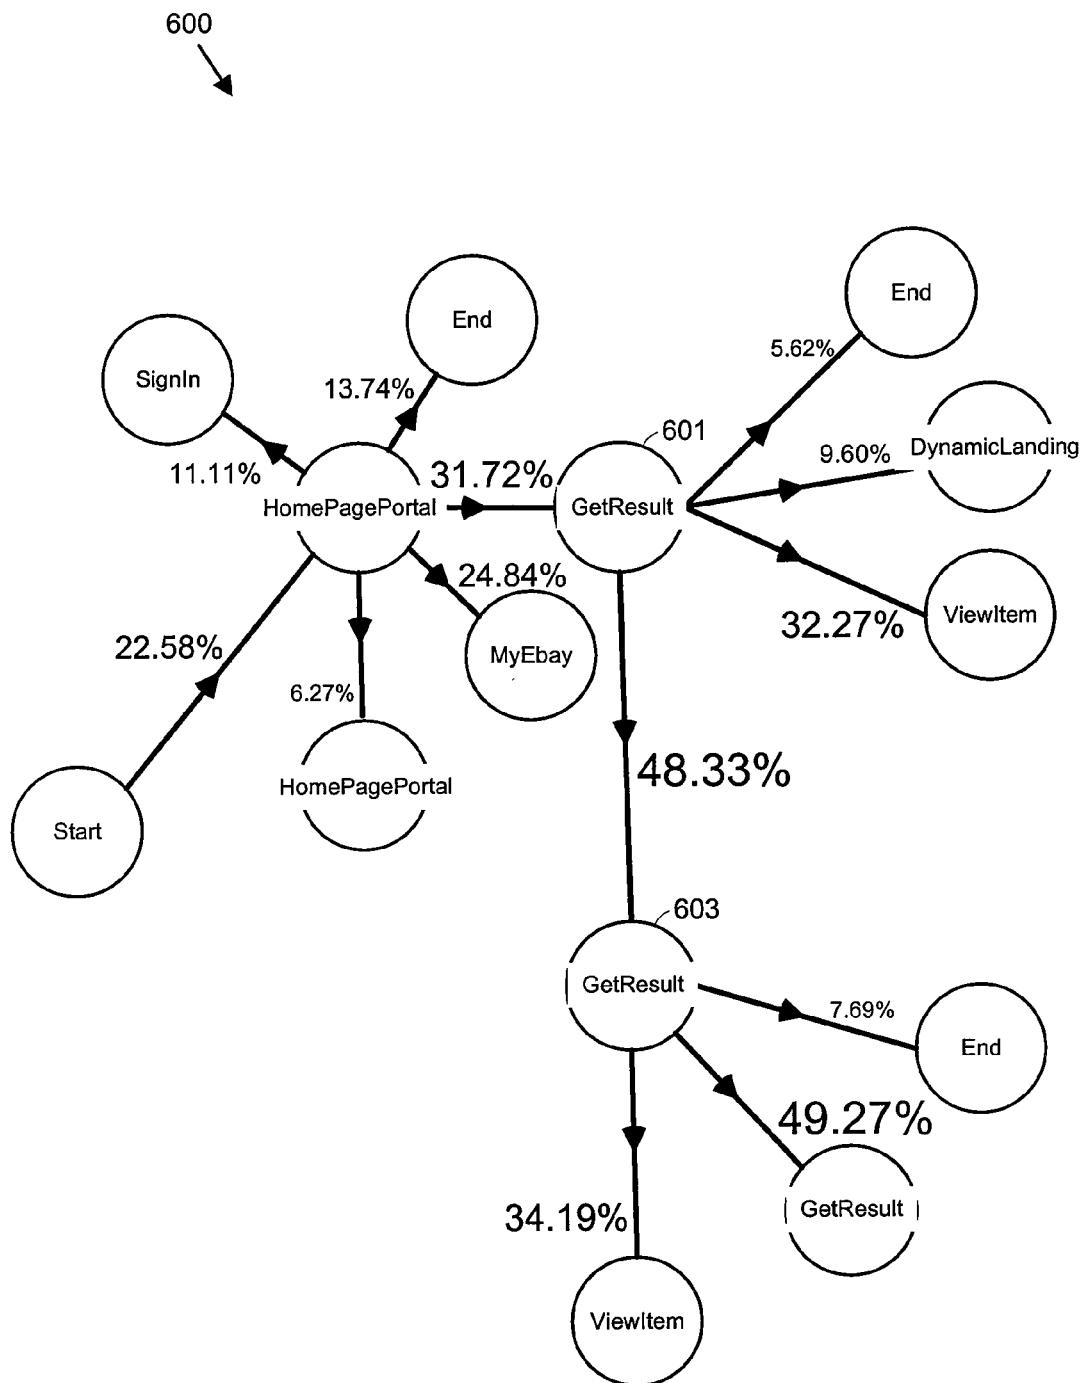 600
End
End
SignIn
5.62%
13.74%
601
DynamicLanding
9.60%
11.11%
31.72%
HomePagePortal
GetResult
24.84%
32.27%
ViewItem
22.58%
MyEbay
6.27%
HomePagePortal
48.33%
Start
603
GetResult
7.69%
End
49.27%
34.19%
GetResult
ViewItem